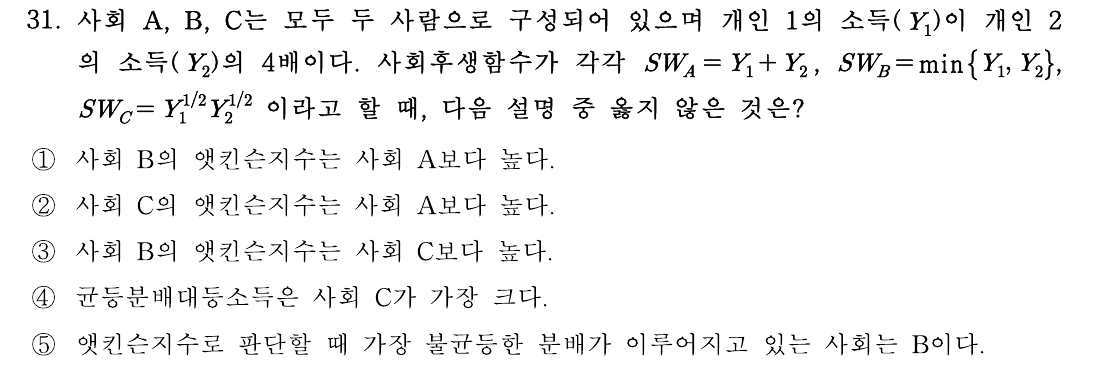 31. 사회 A, B, C는 모두 두 사람으로 구성되어 있으며 개인 1의 소득(Y₁)이 개인 2
의 소득(Y₂)의 4배이다. 사회후생함수가 각각 SW_A = Y₁ + Y₂, SW_B = min{Y₁, Y₂},
SW_C = Y₁^{1/2}Y₂^{1/2} 이라고 할 때, 다음 설명 중 옳지 않은 것은?
① 사회 B의 앳킨슨지수는 사회 A보다 높다.
② 사회 C의 앳킨슨지수는 사회 A보다 높다.
③ 사회 B의 앳킨슨지수는 사회 C보다 높다.
④ 균등분배대등소득은 사회 C가 가장 크다.
⑤ 앳킨슨지수로 판단할 때 가장 불균등한 분배가 이루어지고 있는 사회는 B이다.